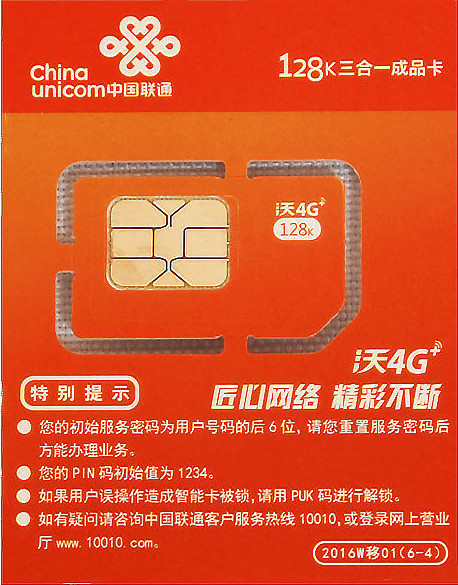 China
unicom中国联通
128K三合一成品卡
沃4G+
128K
沃4G+
匠心网络 精彩不断
特别提示
● 您的初始服务密码为用户号码的后6位,请您重置服务密码后
方能办理业务。
● 您的PIN码初始值为1234。
● 如果用户误操作造成智能卡被锁,请用PUK码进行解锁。
● 如有疑问请咨询中国联通客户服务热线10010,或登录网上营业
厅www.10010.com。
2016W移01(6-4)